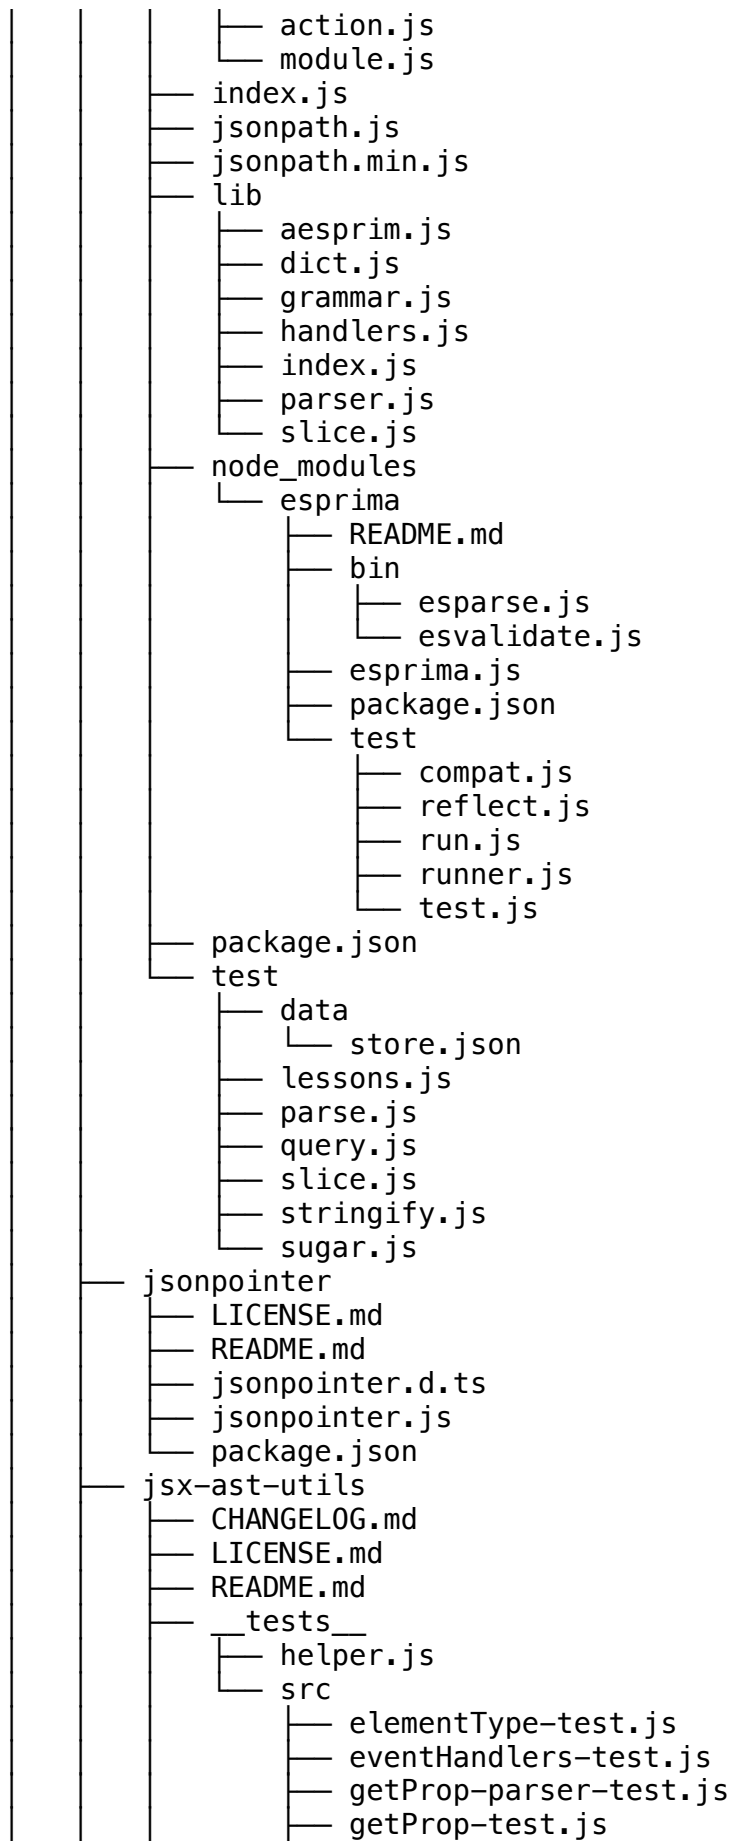 action.js
module.js
index.js
jsonpath.js
jsonpath.min.js
lib
aesprim.js
dict.js
grammar.js
handlers.js
index.js
parser.js
slice.js
node_modules
esprima
README.md
bin
esparse.js
esvalidate.js
esprima.js
package.json
test
compat.js
reflect.js
run.js
runner.js
test.js
package.json
test
data
store.json
lessons.js
parse.js
query.js
slice.js
stringify.js
sugar.js
jsonpointer
LICENSE.md
README.md
jsonpointer.d.ts
jsonpointer.js
package.json
jsx-ast-utils
CHANGELOG.md
LICENSE.md
README.md
__tests__
helper.js
src
elementType-test.js
eventHandlers-test.js
getProp-parser-test.js
getProp-test.js